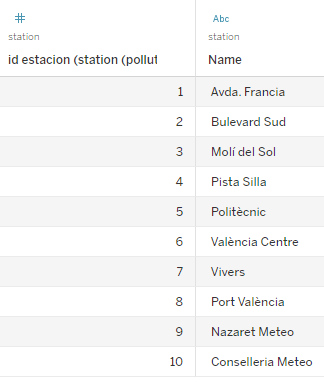 # Abc
station station
id estacion (station (pollut Name
1 Avda. Francia
2 Bulevard Sud
3 Molí del Sol
4 Pista Silla
5 Politècnic
6 València Centre
7 Vivers
8 Port València
9 Nazaret Meteo
10 Conselleria Meteo